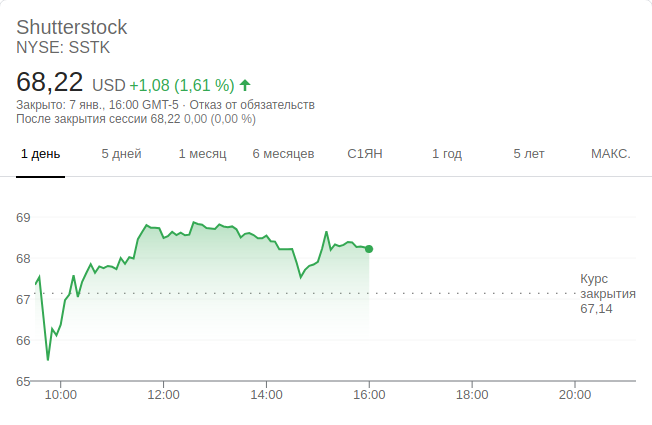 Shutterstock
NYSE: SSTK
68,22 USD +1,08 (1,61 %)
Закрыто: 7 янв., 16:00 GMT-5 · Отказ от обязательств
После закрытия сессии 68,22 0,00 (0,00 %)
1 день 5 дней 1 месяц 6 месяцев С1ЯН 1 год 5 лет МАКС.
69
68
67
66
65
Курс
закрытия
67,14
10:00 12:00 14:00 16:00 18:00 20:00